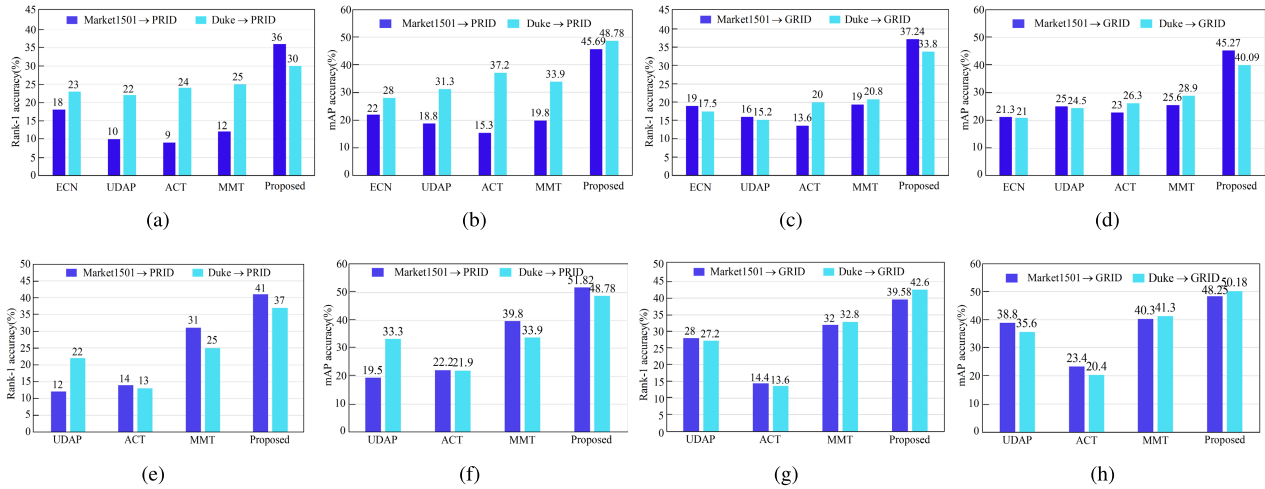 Market1501→PRID Duke→PRID
Rank-1 accuracy(%)
45
40
35
30
25
20
15
10
5
0
18 23 10 22 9 24 12 25 36 30
ECN UDAP ACT MMT Proposed
(a)
Market1501→PRID Duke→PRID
mAP accuracy(%)
60
50
40
30
20
10
0
22 28 18.8 31.3 15.3 37.2 19.8 33.9 45.69 48.78
ECN UDAP ACT MMT Proposed
(b)
Market1501→GRID Duke→GRID
Rank-1 accuracy(%)
45
40
35
30
25
20
15
10
5
0
19 17.5 16 15.2 13.6 20 19 20.8 37.24 33.8
ECN UDAP ACT MMT Proposed
(c)
Market1501→GRID Duke→GRID
mAP accuracy(%)
60
50
40
30
20
10
0
21.3 21 25 24.5 23 26.3 25.6 28.9 45.27 40.09
ECN UDAP ACT MMT Proposed
(d)
Market1501→PRID Duke→PRID
Rank-1 accuracy(%)
50
45
40
35
30
25
20
15
10
5
0
12 22 14 13 31 25 41 37
UDAP ACT MMT Proposed
(e)
Market1501→PRID Duke→PRID
mAP accuracy(%)
60
50
40
30
20
10
0
19.5 33.3 22.2 21.9 39.8 33.9 51.82 48.78
UDAP ACT MMT Proposed
(f)
Market1501→GRID Duke→GRID
Rank-1 accuracy(%)
50
45
40
35
30
25
20
15
10
5
0
28 27.2 14.4 13.6 32 32.8 39.58 42.6
UDAP ACT MMT Proposed
(g)
Market1501→GRID Duke→GRID
mAP accuracy(%)
60
50
40
30
20
10
0
38.8 35.6 23.4 20.4 40.3 41.3 48.25 50.18
UDAP ACT MMT Proposed
(h)